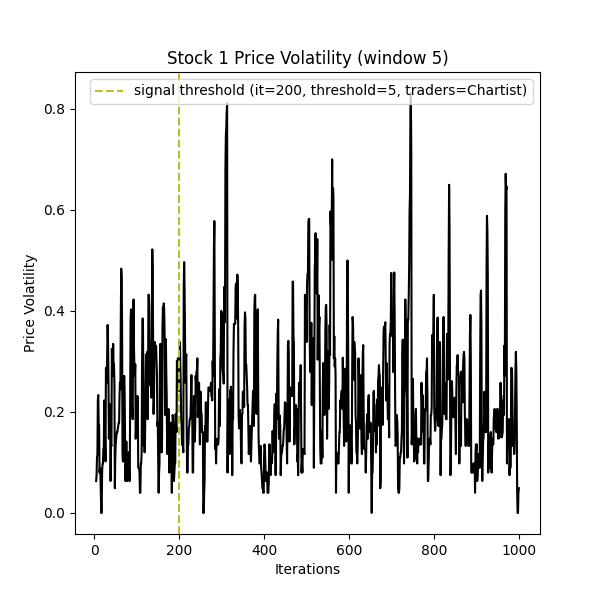 Stock 1 Price Volatility (window 5)
signal threshold (it=200, threshold=5, traders=Chartist)
0.8
0.6
0.4
0.2
0.0
Price Volatility
0 200 400 600 800 1000
Iterations